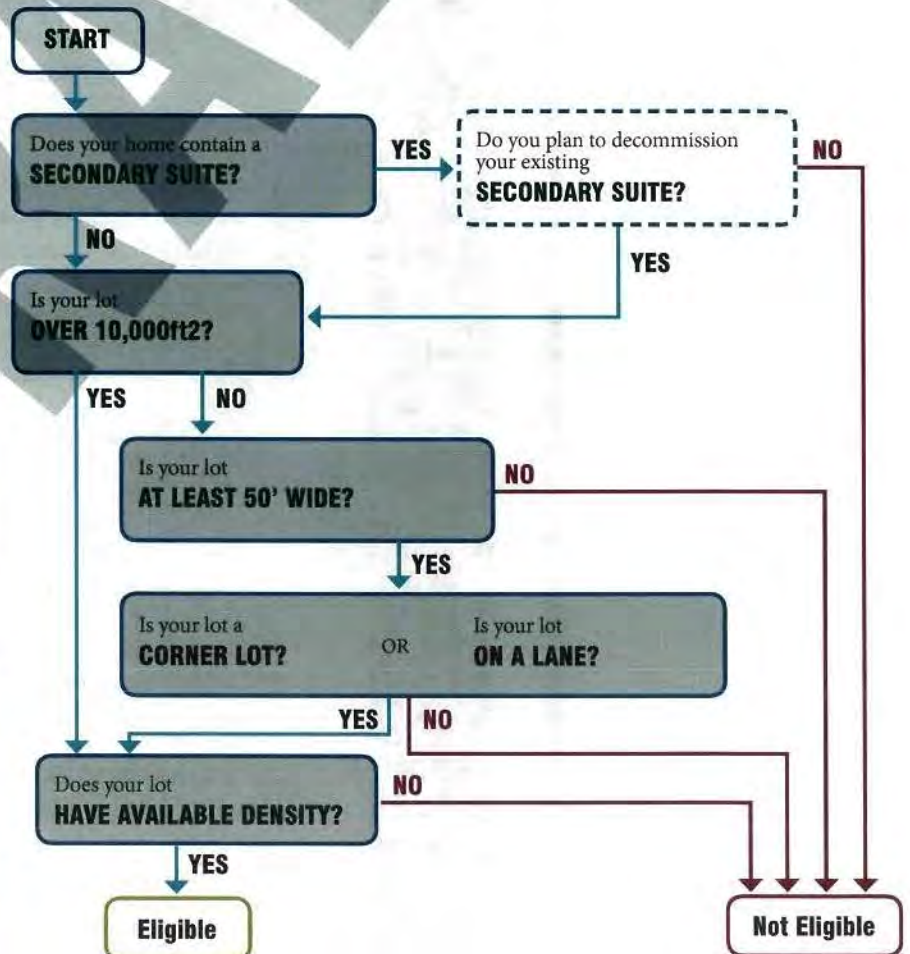 START
Does your home contain a
SECONDARY SUITE?
YES
Do you plan to decommission
your existing
SECONDARY SUITE?
NO
NO
YES
Is your lot
OVER 10,000ft2?
YES
NO
Is your lot
AT LEAST 50' WIDE?
NO
YES
Is your lot a
CORNER LOT?
OR
Is your lot
ON A LANE?
YES
NO
Does your lot
HAVE AVAILABLE DENSITY?
NO
YES
Eligible
Not Eligible